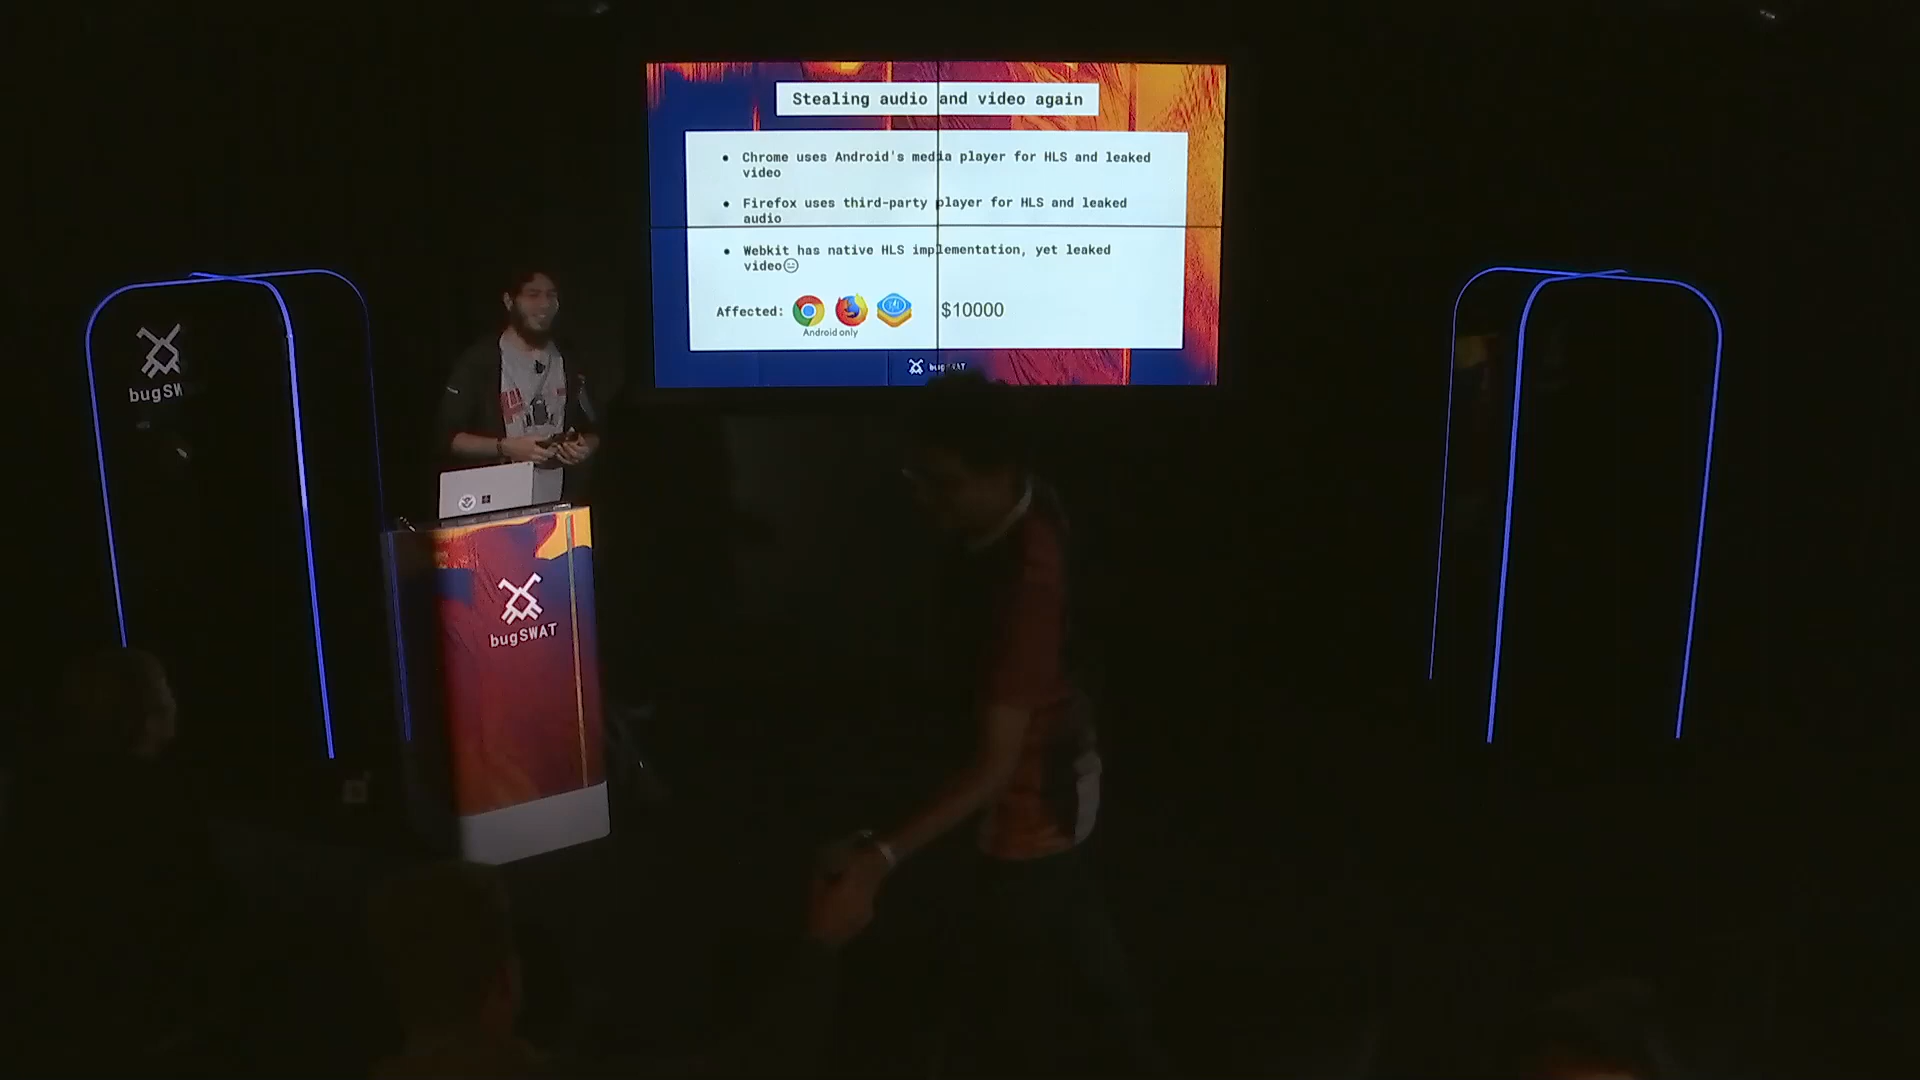 Stealing audio and video again
• Chrome uses Android's media player for HLS and leaked
video
• Firefox uses third-party player for HLS and leaked
audio
• Webkit has native HLS implementation, yet leaked
video😑
Affected:
$10000
Android only
bugSWAT
bugSW
bugSWAT